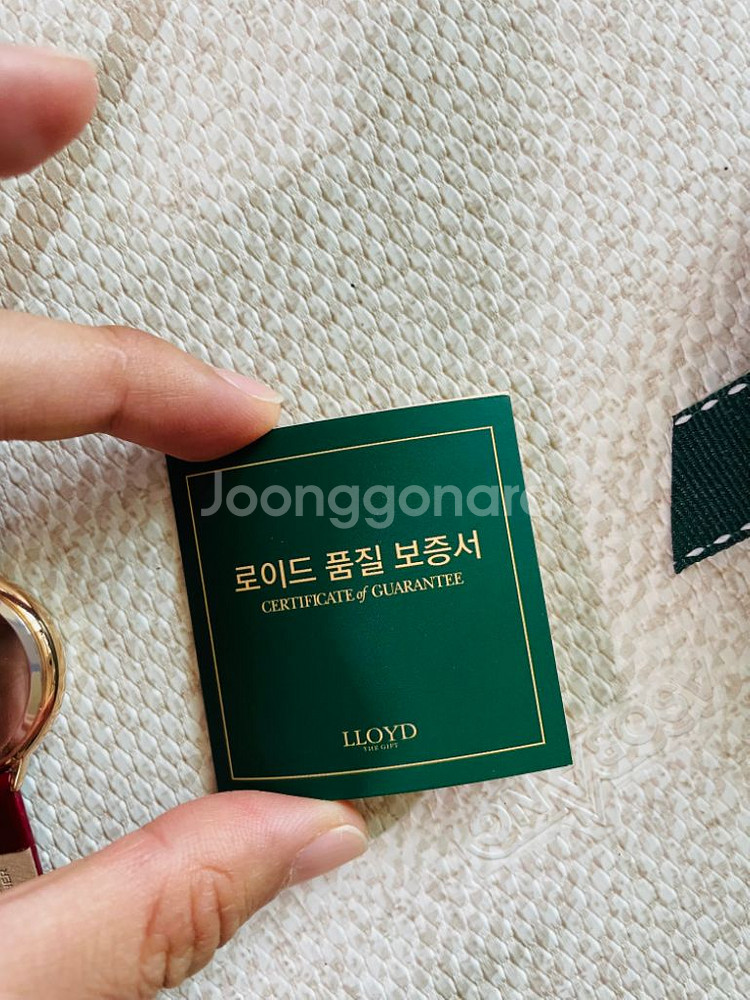 Joonggonara
로이드 품질 보증서
CERTIFICATE of GUARANTEE
LLOYD
THE GIFT